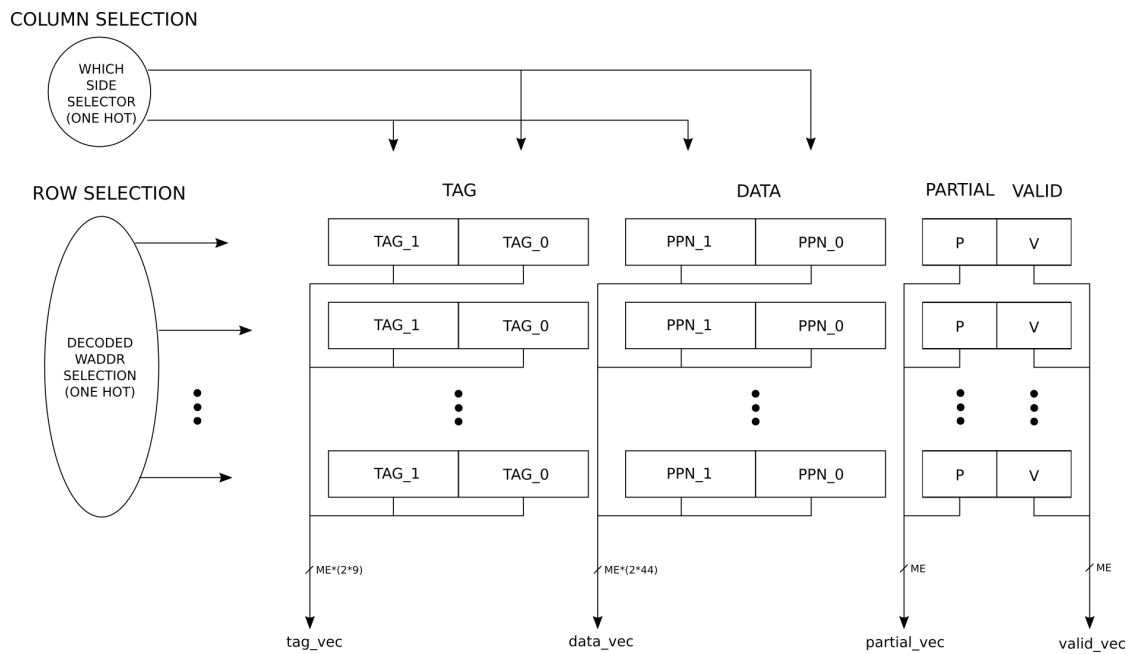 COLUMN SELECTION
WHICH
SIDE
SELECTOR
(ONE HOT)
ROW SELECTION
TAG
DATA
PARTIAL
VALID
TAG_1
TAG_0
PPN_1
PPN_0
P
V
TAG_1
TAG_0
PPN_1
PPN_0
P
V
DECODED
WADDR
SELECTION
(ONE HOT)
TAG_1
TAG_0
PPN_1
PPN_0
P
V
ME*(2*9)
ME*(2*44)
ME
ME
tag_vec
data_vec
partial_vec
valid_vec